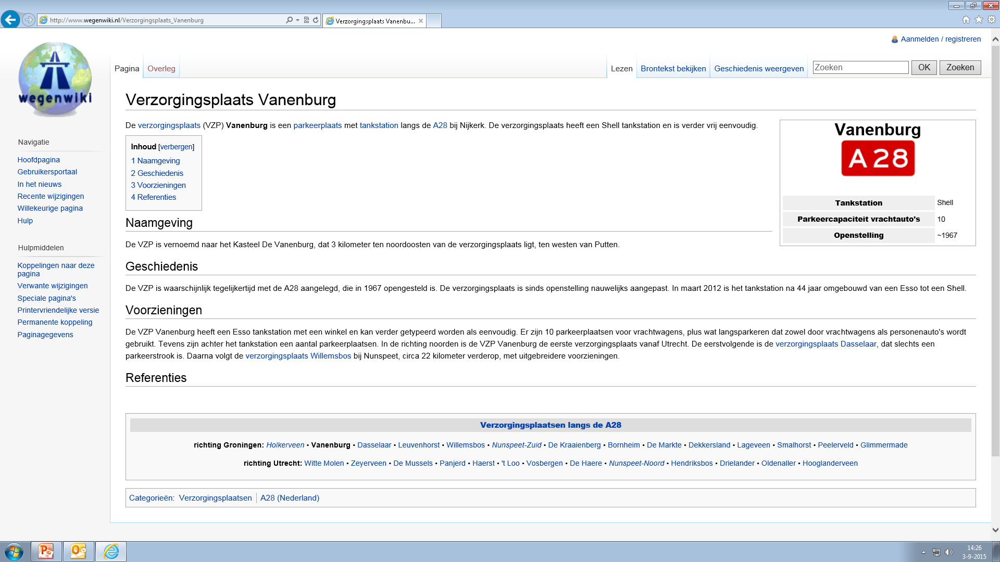 http://www.wegenwiki.nl/Verzorgingsplaats_Vanenburg
Verzorgingsplaats Vanenbu...
Aanmelden / registreren
wegenwiki
Pagina
Overleg
Lezen
Brontekst bekijken
Geschiedenis weergeven
Zoeken
OK
Zoeken
Navigatie
Hoofdpagina
Gebruikersportaal
In het nieuws
Recente wijzigingen
Willekeurige pagina
Hulp
Hulpmiddelen
Koppelingen naar deze
pagina
Verwante wijzigingen
Speciale pagina's
Printervriendelijke versie
Permanente koppeling
Paginagegevens
Verzorgingsplaats Vanenburg
De verzorgingsplaats (VZP) Vanenburg is een parkeerplaats met tankstation langs de A28 bij Nijkerk. De verzorgingsplaats heeft een Shell tankstation en is verder vrij eenvoudig.
Inhoud [verbergen]
1 Naamgeving
2 Geschiedenis
3 Voorzieningen
4 Referenties
Vanenburg
A 28
Tankstation Shell
Parkeercapaciteit vrachtauto's 10
Openstelling ~1967
Naamgeving
De VZP is vernoemd naar het Kasteel De Vanenburg, dat 3 kilometer ten noordoosten van de verzorgingsplaats ligt, ten westen van Putten.
Geschiedenis
De VZP is waarschijnlijk tegelijkertijd met de A28 aangelegd, die in 1967 opengesteld is. De verzorgingsplaats is sinds openstelling nauwelijks aangepast. In maart 2012 is het tankstation na 44 jaar omgebouwd van een Esso tot een Shell.
Voorzieningen
De VZP Vanenburg heeft een Esso tankstation met een winkel en kan verder getypeerd worden als eenvoudig. Er zijn 10 parkeerplaatsen voor vrachtwagens, plus wat langsparkeren dat zowel door vrachtwagens als personenauto's wordt
gebruikt. Tevens zijn achter het tankstation een aantal parkeerplaatsen. In de richting noorden is de VZP Vanenburg de eerste verzorgingsplaats vanaf Utrecht. De eerstvolgende is de verzorgingsplaats Dasselaar, dat slechts een
parkeerstrook is. Daarna volgt de verzorgingsplaats Willemsbos bij Nunspeet, circa 22 kilometer verderop, met uitgebreidere voorzieningen.
Referenties
Verzorgingsplaatsen langs de A28
richting Groningen: Holkerveen • Vanenburg • Dasselaar • Leuvenhorst • Willemsbos • Nunspeet-Zuid • De Kraaienberg • Bornheim • De Markte • Dekkersland • Lageveen • Smalhorst • Peelerveld • Glimmermade
richting Utrecht: Witte Molen • Zeyerveen • De Mussels • Panjerd • Haerst • 't Loo • Vosbergen • De Haere • Nunspeet-Noord • Hendriksbos • Drielander • Oldenaller • Hooglanderveen
Categorieën: Verzorgingsplaatsen | A28 (Nederland)
14:26
3-9-2015